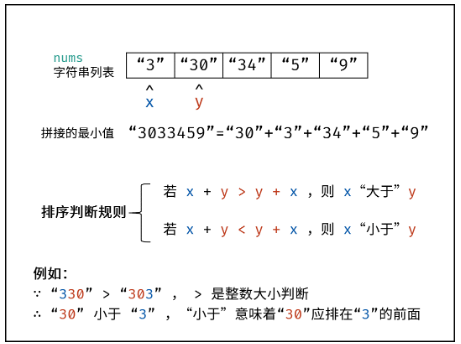 nums
字符串列表
“3” “30” “34” “5” “9”
^ ^
x y
拼接的最小值 “3033459”=“30”+“3”+“34”+“5”+“9”
若 x + y > y + x ，则 x“大于”y
排序判断规则
若 x + y < y + x ，则 x“小于”y
例如：
∵ “330” > “303” ， > 是整数大小判断
∴ “30” 小于 “3” ，“小于”意味着“30”应排在“3”的前面